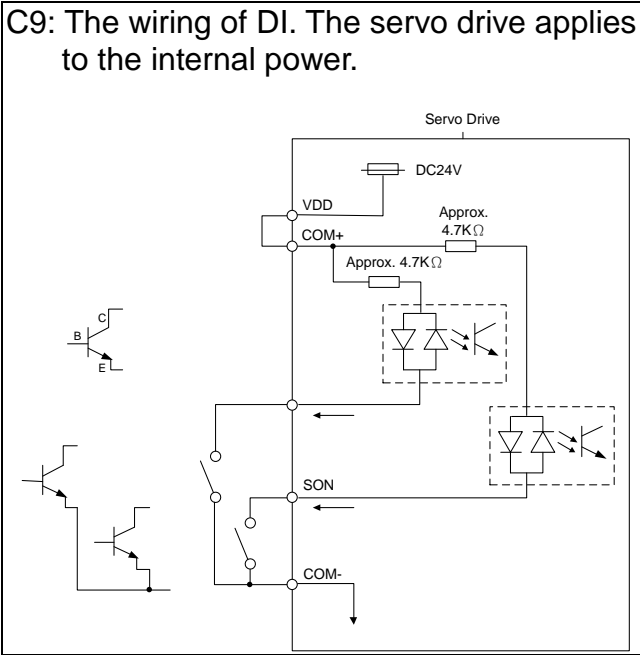 C9: The wiring of DI. The servo drive applies
to the internal power.
Servo Drive
DC24V
VDD
Approx.
4.7KΩ
COM+
Approx. 4.7KΩ
C
B
E
SON
COM-